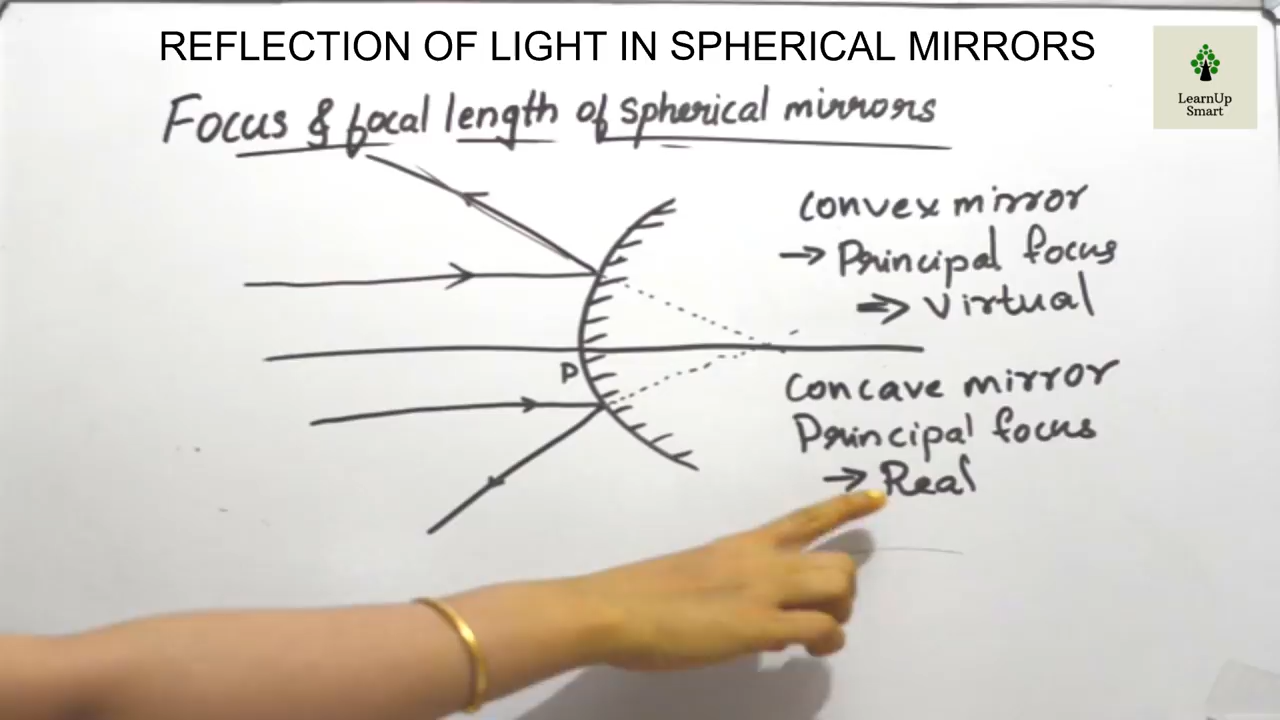 REFLECTION OF LIGHT IN SPHERICAL MIRRORS
LearnUp
Smart
Focus & focal length of spherical mirrors
Convex mirror
→ Principal focus
⇒ Virtual
P
Concave mirror
Principal focus
→ Real